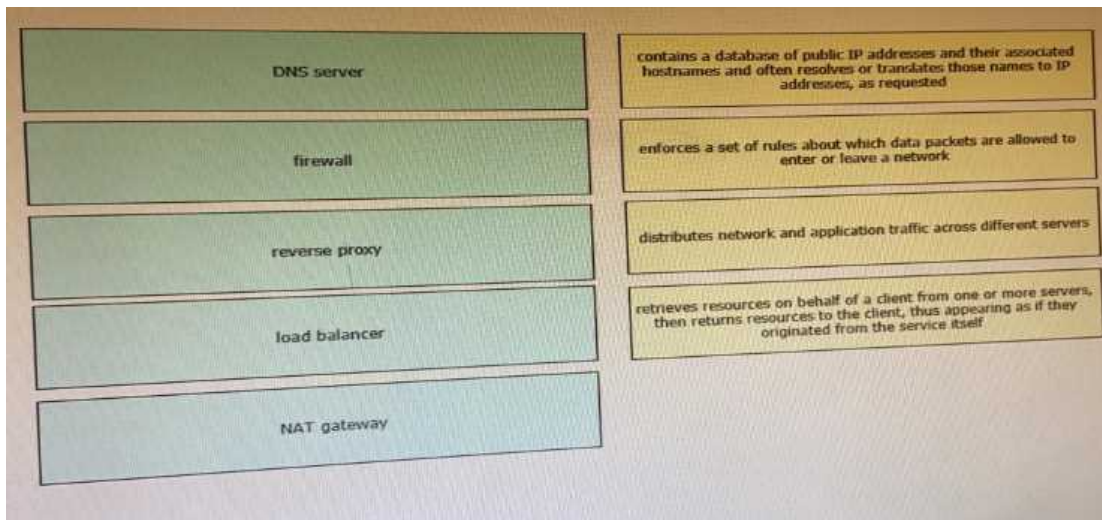 DNS server
firewall
reverse proxy
load balancer
NAT gateway
contains a database of public IP addresses and their associated
hostnames and often resolves or translates those names to IP
addresses, as requested
enforces a set of rules about which data packets are allowed to
enter or leave a network
distributes network and application traffic across different servers
retrieves resources on behalf of a client from one or more servers,
then returns resources to the client, thus appearing as if they
originated from the service itself